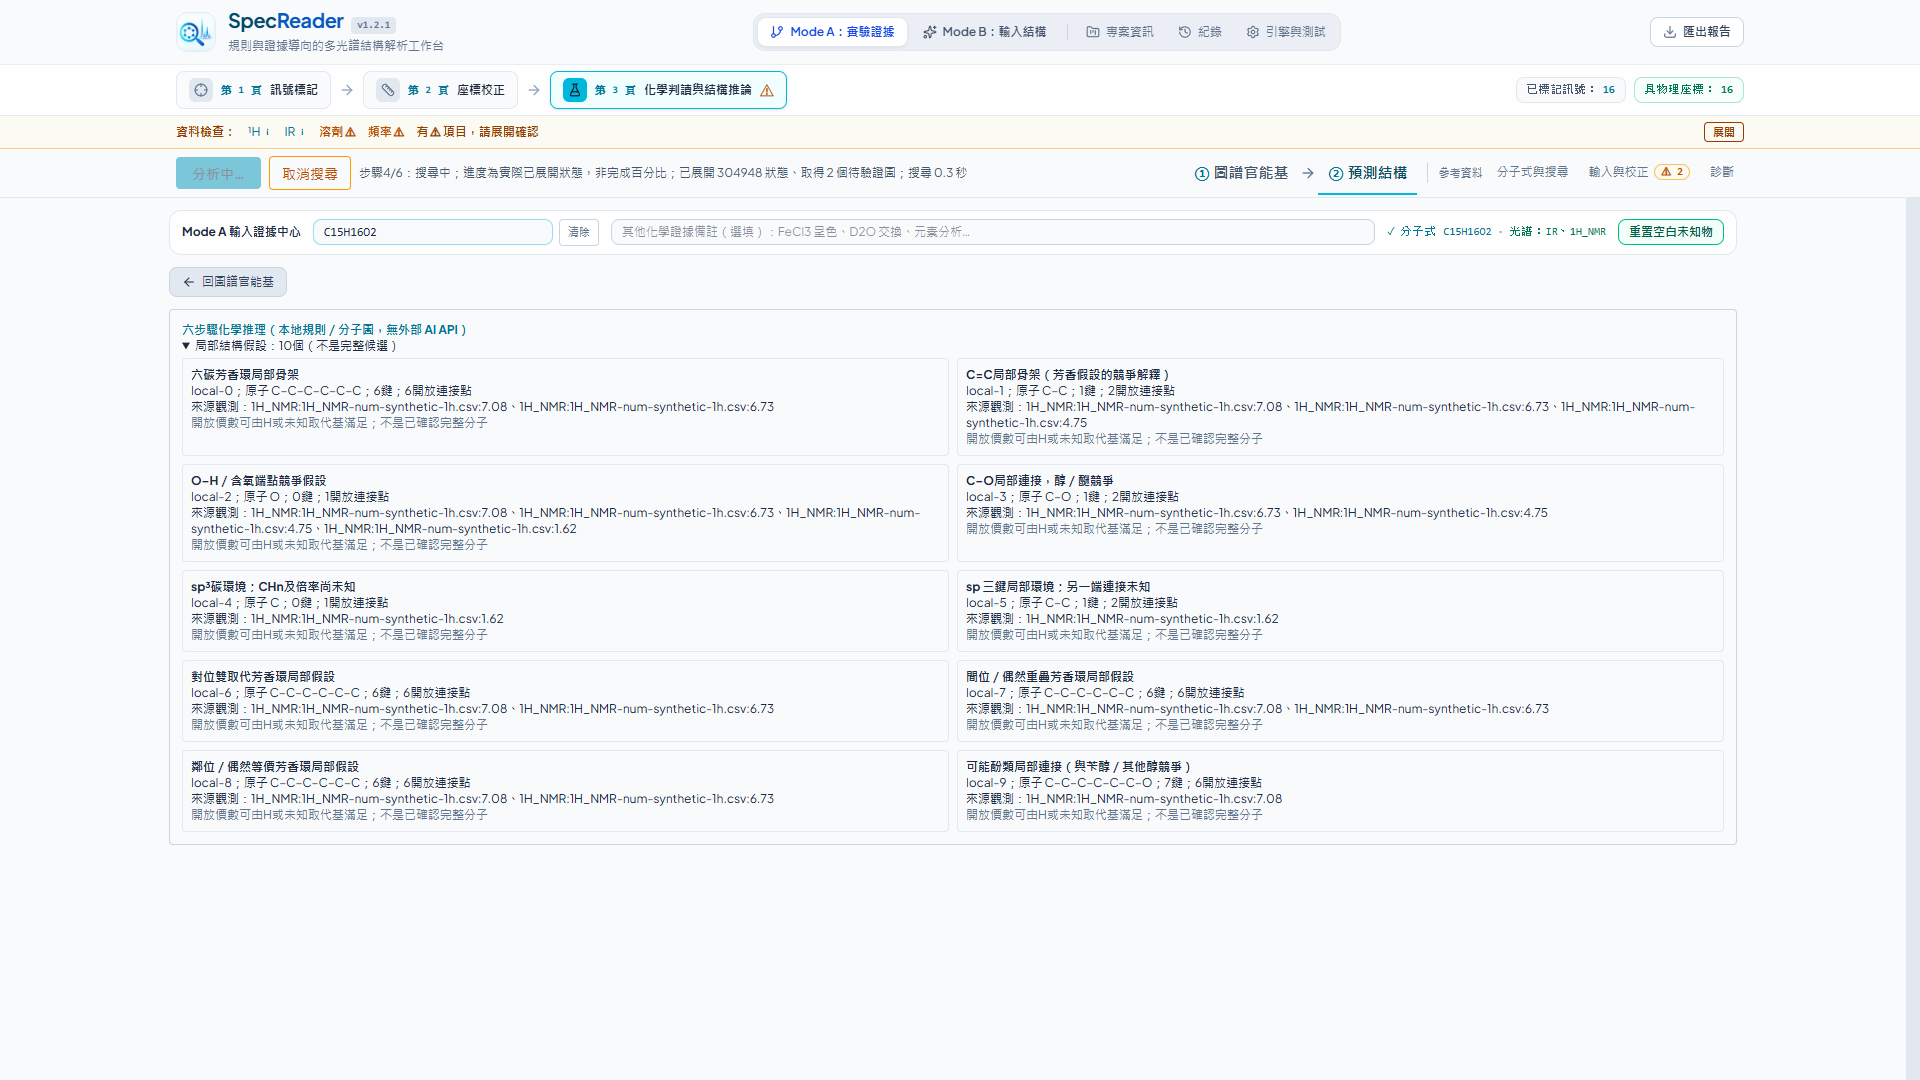 SpecReader v1.2.1
規則與證據導向的多光譜結構解析工作台
Mode A：實驗證據
Mode B：輸入結構
專案資訊
紀錄
引擎與測試
匯出報告
第 1 頁 訊號標記
第 2 頁 座標校正
第 3 頁 化學判讀與結構推論
已標記訊號： 16
具物理座標： 16
資料檢查： ¹H i IR i 溶劑⚠ 頻率⚠ 有⚠項目，請展開確認
展開
分析中…
取消搜尋
步驟4/6：搜尋中；進度為實際已展開狀態，非完成百分比；已展開 304948 狀態、取得 2 個待驗證圖；搜尋 0.3 秒
① 圖譜官能基 → ② 預測結構
參考資料
分子式與搜尋
輸入與校正 ⚠ 2
診斷
Mode A 輸入證據中心
C15H16O2
清除
其他化學證據備註（選填）：FeCl3 呈色、D2O 交換、元素分析…
✓ 分子式 C15H16O2 · 光譜：IR、1H_NMR
重置空白未知物
← 回圖譜官能基
六步驟化學推理（本地規則 / 分子圖，無外部 AI API）
▼ 局部結構假設：10個（不是完整候選）
六碳芳香環局部骨架
local-0；原子 C-C-C-C-C-C；6鍵；6開放連接點
來源觀測：1H_NMR:1H_NMR-num-synthetic-1h.csv:7.08、1H_NMR:1H_NMR-num-synthetic-1h.csv:6.73
開放價數可由H或未知取代基滿足；不是已確認完整分子
C=C局部骨架（芳香假設的競爭解釋）
local-1；原子 C-C；1鍵；2開放連接點
來源觀測：1H_NMR:1H_NMR-num-synthetic-1h.csv:7.08、1H_NMR:1H_NMR-num-synthetic-1h.csv:6.73、1H_NMR:1H_NMR-num-
synthetic-1h.csv:4.75
開放價數可由H或未知取代基滿足；不是已確認完整分子
O–H / 含氧端點競爭假設
local-2；原子 O；0鍵；1開放連接點
來源觀測：1H_NMR:1H_NMR-num-synthetic-1h.csv:7.08、1H_NMR:1H_NMR-num-synthetic-1h.csv:6.73、1H_NMR:1H_NMR-num-
synthetic-1h.csv:4.75、1H_NMR:1H_NMR-num-synthetic-1h.csv:1.62
開放價數可由H或未知取代基滿足；不是已確認完整分子
C–O局部連接，醇 / 醚競爭
local-3；原子 C-O；1鍵；2開放連接點
來源觀測：1H_NMR:1H_NMR-num-synthetic-1h.csv:6.73、1H_NMR:1H_NMR-num-synthetic-1h.csv:4.75
開放價數可由H或未知取代基滿足；不是已確認完整分子
sp³碳環境；CHn及倍率尚未知
local-4；原子 C；0鍵；1開放連接點
來源觀測：1H_NMR:1H_NMR-num-synthetic-1h.csv:1.62
開放價數可由H或未知取代基滿足；不是已確認完整分子
sp 三鍵局部環境；另一端連接未知
local-5；原子 C-C；1鍵；2開放連接點
來源觀測：1H_NMR:1H_NMR-num-synthetic-1h.csv:1.62
開放價數可由H或未知取代基滿足；不是已確認完整分子
對位雙取代芳香環局部假設
local-6；原子 C-C-C-C-C-C；6鍵；6開放連接點
來源觀測：1H_NMR:1H_NMR-num-synthetic-1h.csv:7.08、1H_NMR:1H_NMR-num-synthetic-1h.csv:6.73
開放價數可由H或未知取代基滿足；不是已確認完整分子
間位 / 偶然重疊芳香環局部假設
local-7；原子 C-C-C-C-C-C；6鍵；6開放連接點
來源觀測：1H_NMR:1H_NMR-num-synthetic-1h.csv:7.08、1H_NMR:1H_NMR-num-synthetic-1h.csv:6.73
開放價數可由H或未知取代基滿足；不是已確認完整分子
鄰位 / 偶然等價芳香環局部假設
local-8；原子 C-C-C-C-C-C；6鍵；6開放連接點
來源觀測：1H_NMR:1H_NMR-num-synthetic-1h.csv:7.08、1H_NMR:1H_NMR-num-synthetic-1h.csv:6.73
開放價數可由H或未知取代基滿足；不是已確認完整分子
可能酚類局部連接（與苄醇 / 其他醇競爭）
local-9；原子 C-C-C-C-C-C-O；7鍵；6開放連接點
來源觀測：1H_NMR:1H_NMR-num-synthetic-1h.csv:7.08
開放價數可由H或未知取代基滿足；不是已確認完整分子